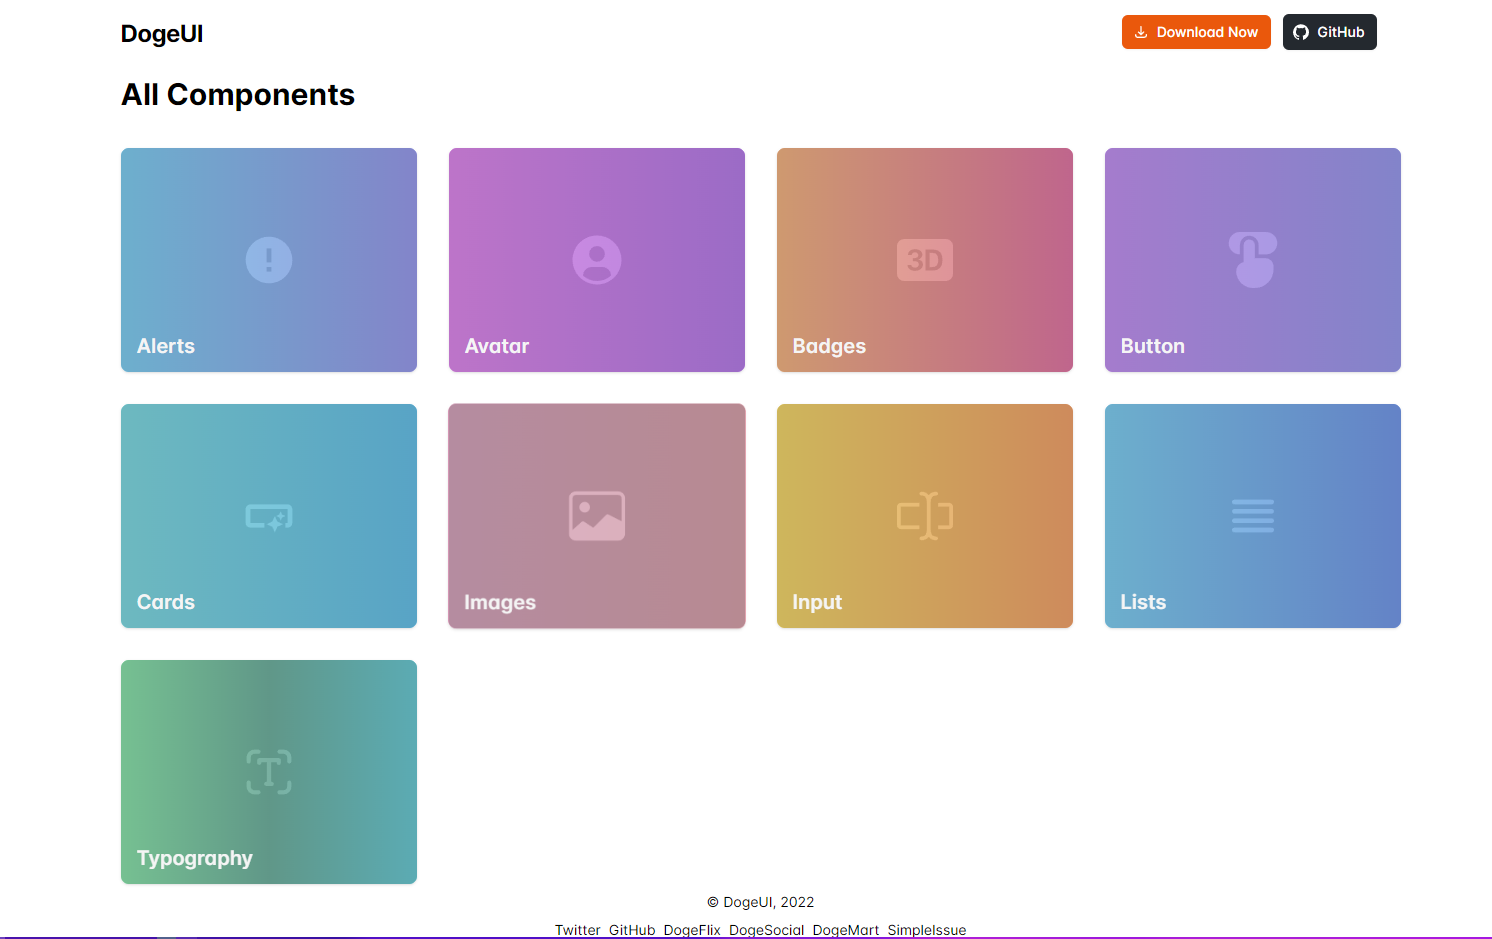 DogeUI
Download Now
GitHub
All Components
Alerts
Avatar
3D
Badges
Button
Cards
Images
Input
Lists
Typography
© DogeUI, 2022
Twitter GitHub DogeFlix DogeSocial DogeMart SimpleIssue